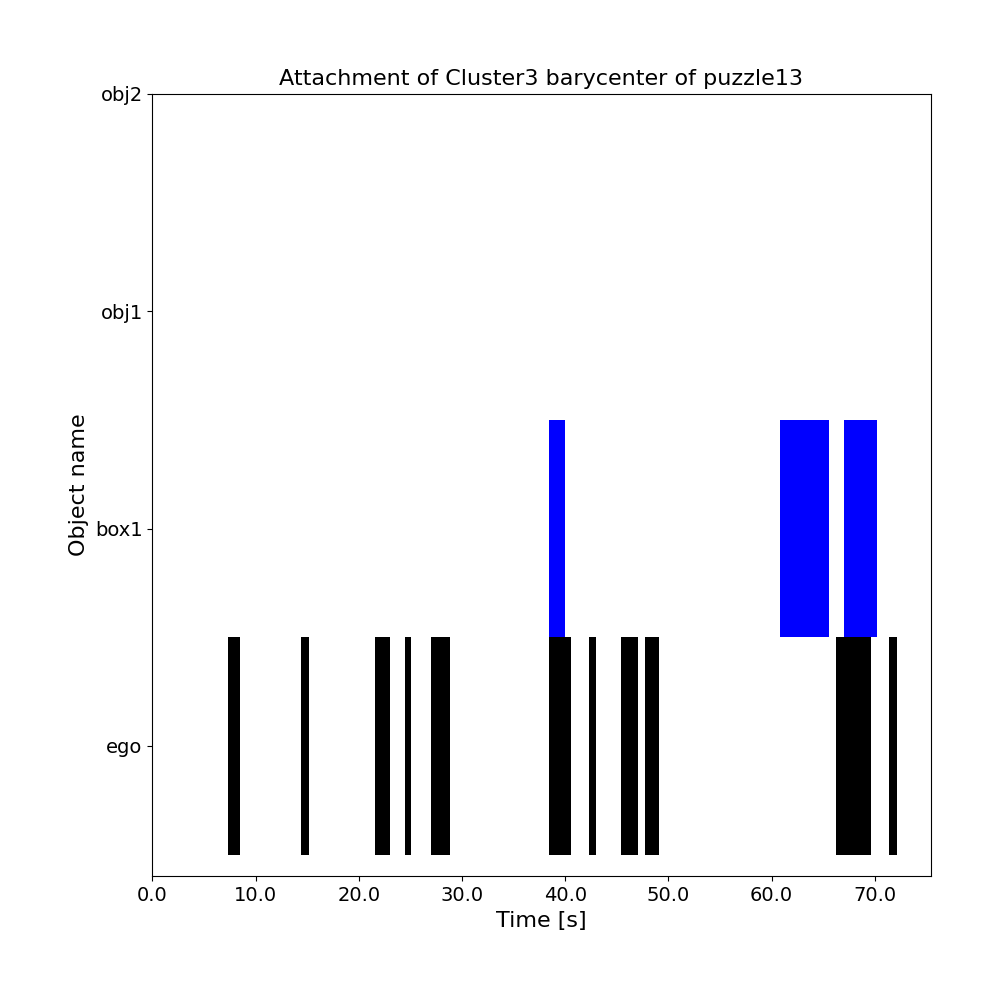 Attachment of Cluster3 barycenter of puzzle13
obj2
obj1
box1
ego
Object name
0.0 10.0 20.0 30.0 40.0 50.0 60.0 70.0
Time [s]